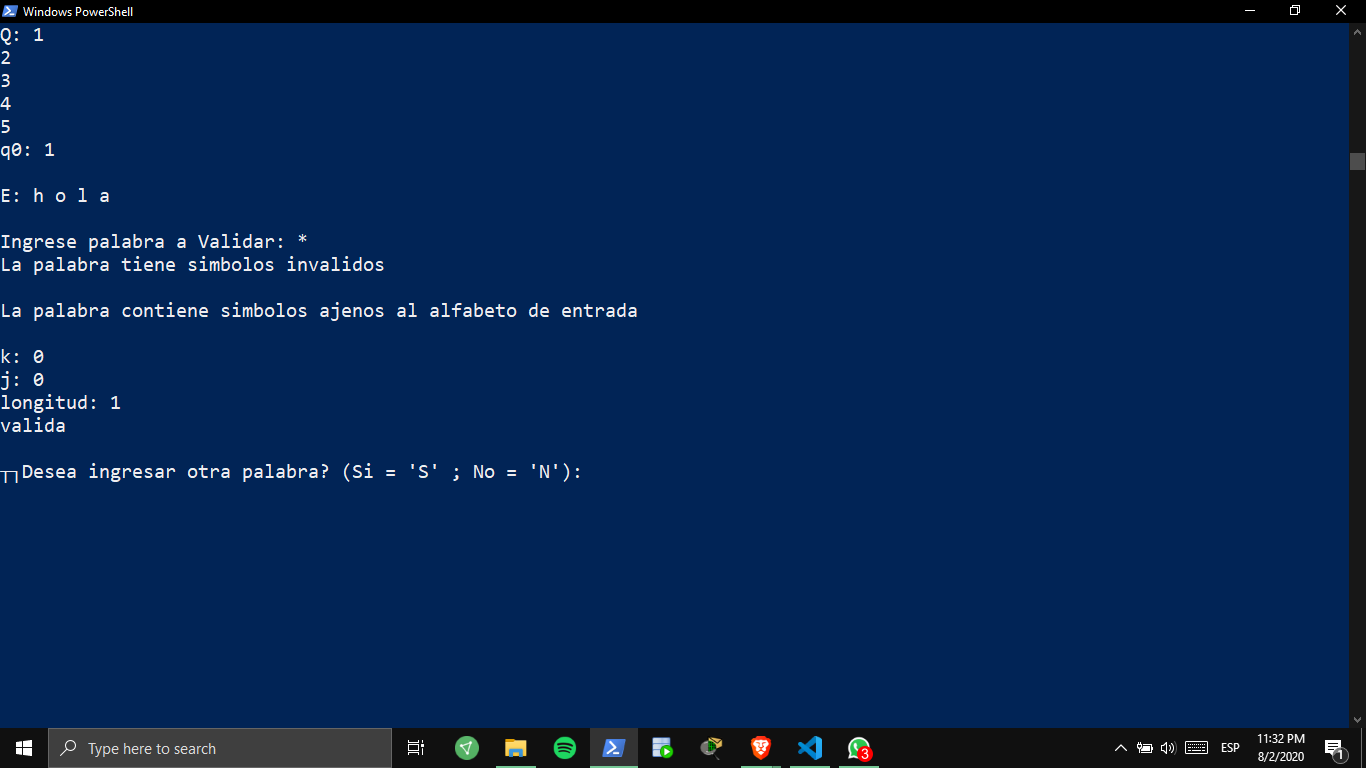 Windows PowerShell
Q: 1
2
3
4
5
q0: 1
E: h o l a
Ingrese palabra a Validar: *
La palabra tiene simbolos invalidos
La palabra contiene simbolos ajenos al alfabeto de entrada
k: 0
j: 0
longitud: 1
valida
┬┐Desea ingresar otra palabra? (Si = 'S' ; No = 'N'):
Type here to search
3
ESP
11:32 PM
8/2/2020
1